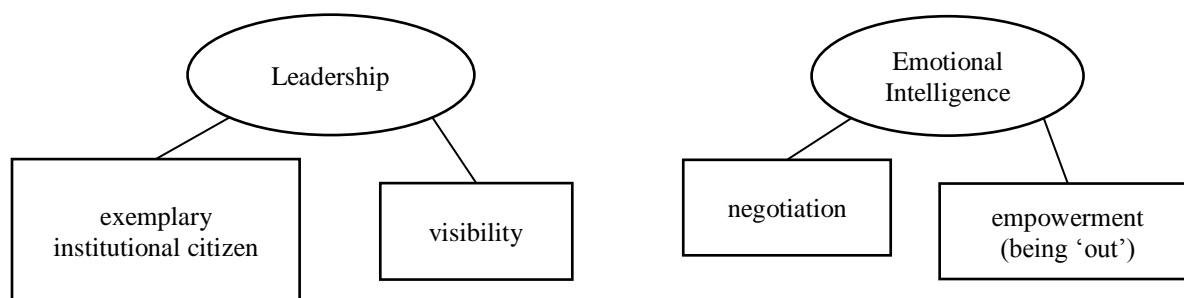 Leadership
Emotional
Intelligence
exemplary
institutional citizen
visibility
negotiation
empowerment
(being ‘out’)